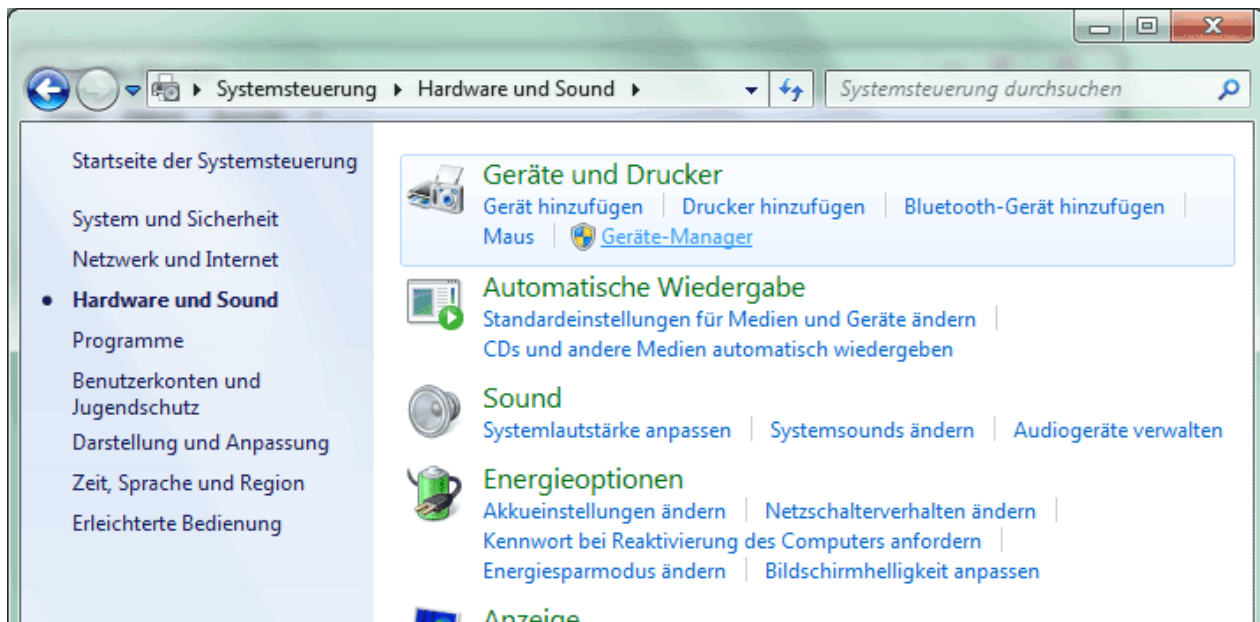 Systemsteuerung Hardware und Sound
Systemsteuerung durchsuchen
Startseite der Systemsteuerung
System und Sicherheit
Netzwerk und Internet
Hardware und Sound
Programme
Benutzerkonten und
Jugendschutz
Darstellung und Anpassung
Zeit, Sprache und Region
Erleichterte Bedienung
Geräte und Drucker
Gerät hinzufügen Drucker hinzufügen Bluetooth-Gerät hinzufügen
Maus Geräte-Manager
Automatische Wiedergabe
Standardeinstellungen für Medien und Geräte ändern
CDs und andere Medien automatisch wiedergeben
Sound
Systemlautstärke anpassen Systemsounds ändern Audiogeräte verwalten
Energieoptionen
Akkueinstellungen ändern Netzschalterverhalten ändern
Kennwort bei Reaktivierung des Computers anfordern
Energiesparmodus ändern Bildschirmhelligkeit anpassen
Anzeige